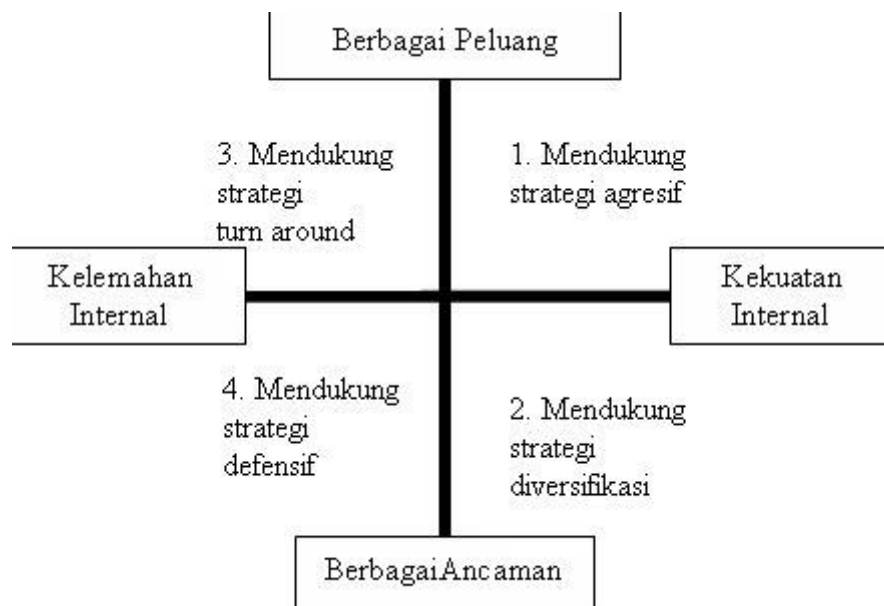 Berbagai Peluang
3. Mendukung
strategi
turn around
1. Mendukung
strategi agresif
Kelemahan
Internal
Kekuatan
Internal
4. Mendukung
strategi
defensif
2. Mendukung
strategi
diversifikasi
BerbagaiAncaman